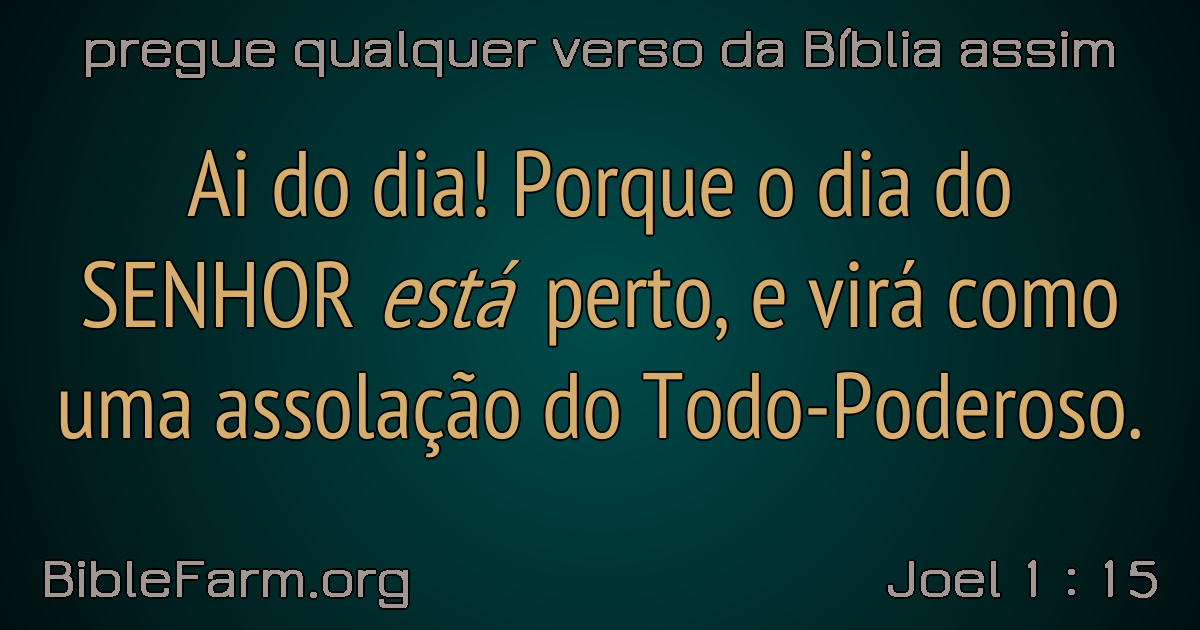 pregue qualquer verso da Bíblia assim
Ai do dia! Porque o dia do
SENHOR está perto, e virá como
uma assolação do Todo-Poderoso.
BibleFarm.org
Joel 1 : 15